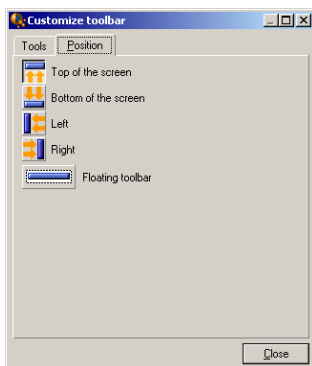 Customize toolbar
Tools Position
Top of the screen
Bottom of the screen
Left
Right
Floating toolbar
Close